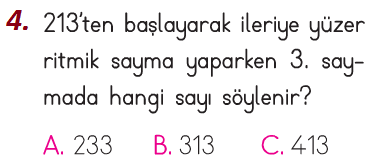 4. 213'ten başlayarak ileriye yüzer
ritmik sayma yaparken 3. say-
mada hangi sayı söylenir?
A. 233 B. 313 C. 413